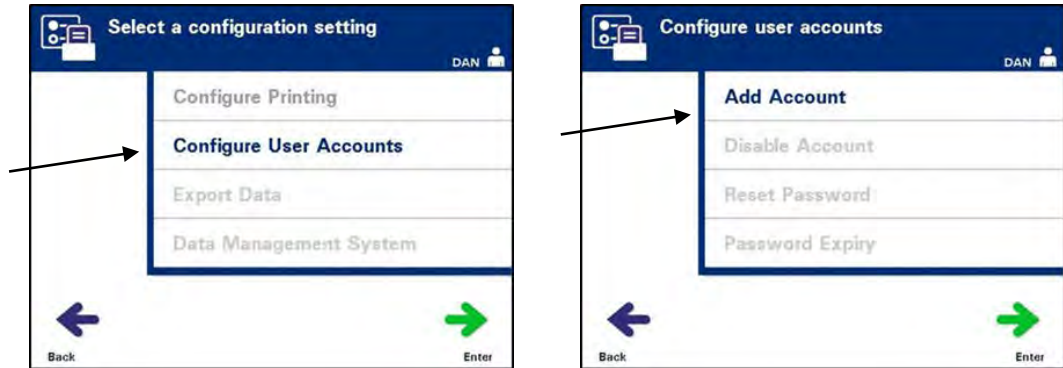 Select a configuration setting
DAN
Configure Printing
Configure User Accounts
Export Data
Data Management System
Back
Enter
Configure user accounts
DAN
Add Account
Disable Account
Reset Password
Password Expiry
Back
Enter